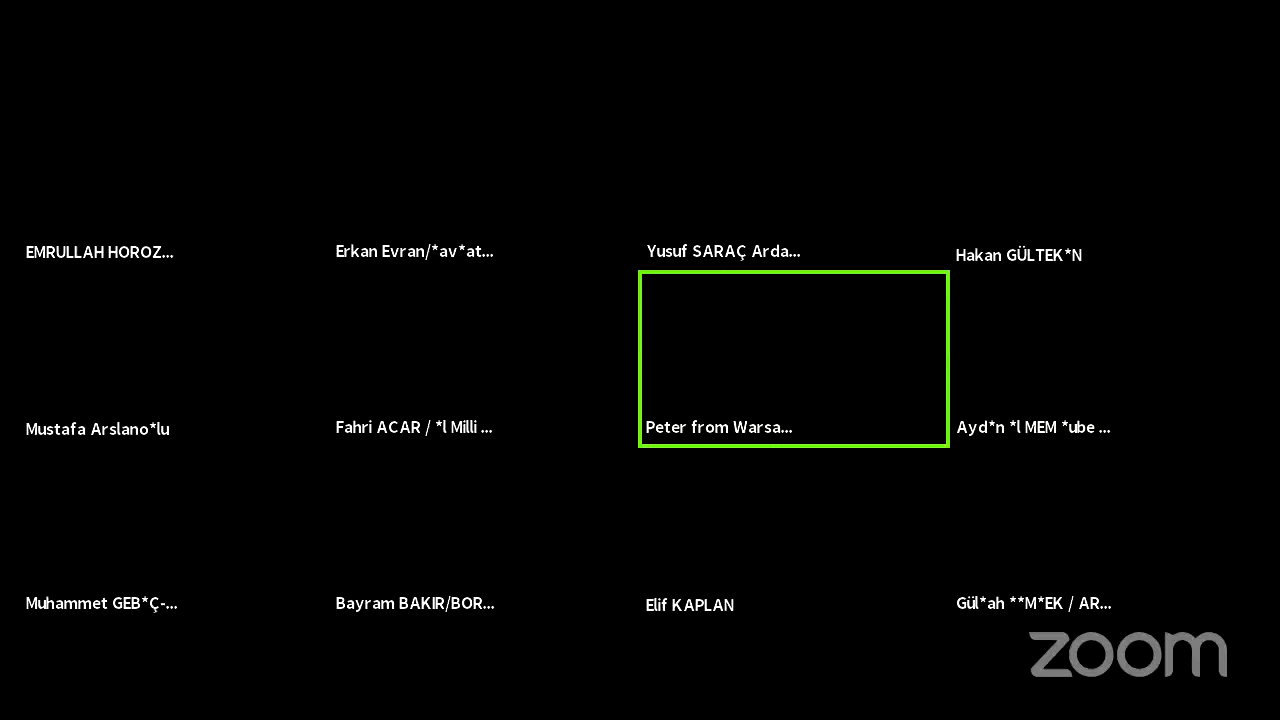 EMRULLAH HOROZ...
Erkan Evran/*av*at...
Yusuf SARAÇ Arda...
Hakan GÜLTEK*N
Mustafa Arslano*lu
Fahri ACAR / *l Milli ...
Peter from Warsa...
Ayd*n *l MEM *ube ...
Muhammet GEB*Ç-...
Bayram BAKIR/BOR...
Elif KAPLAN
Gül*ah **M*EK / AR...
zoom